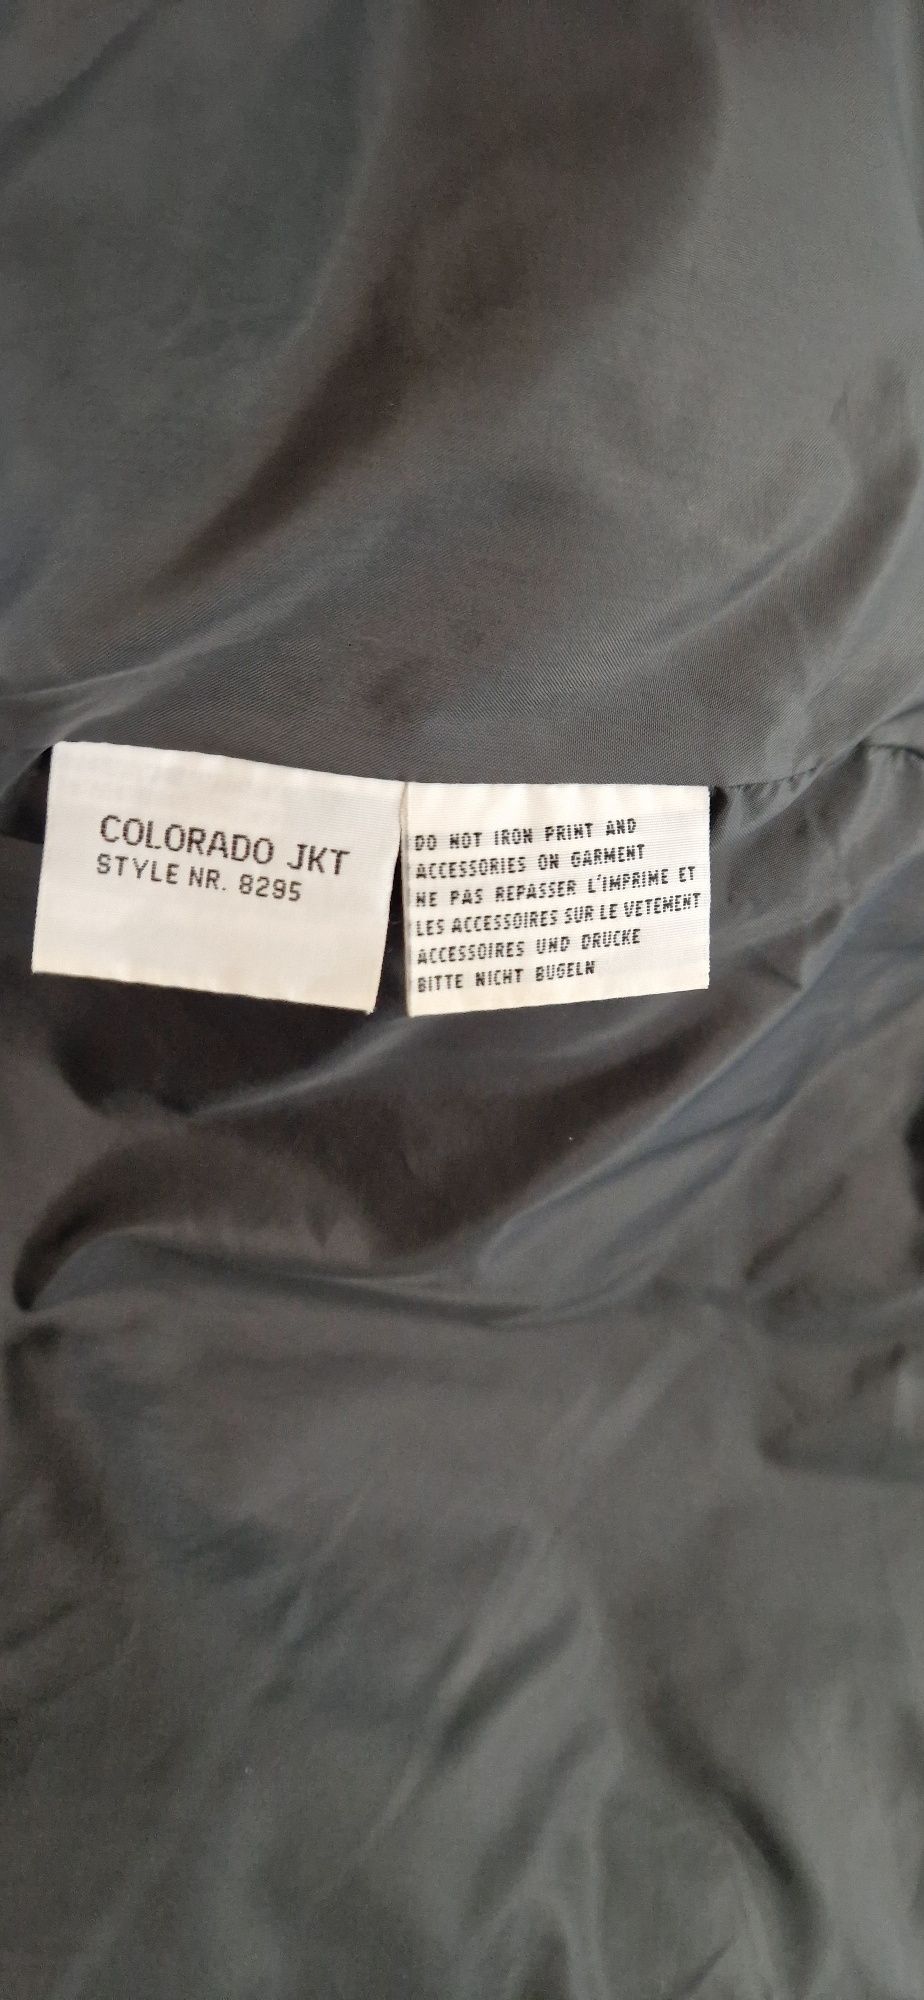 COLORADO JKT
STYLE NR. 8295
DO NOT IRON PRINT AND
ACCESSORIES ON GARMENT
NE PAS REPASSER L'IMPRIME ET
LES ACCESSOIRES SUR LE VETEMENT
ACCESSOIRES UND DRUCKE
BITTE NICHT BUGELN